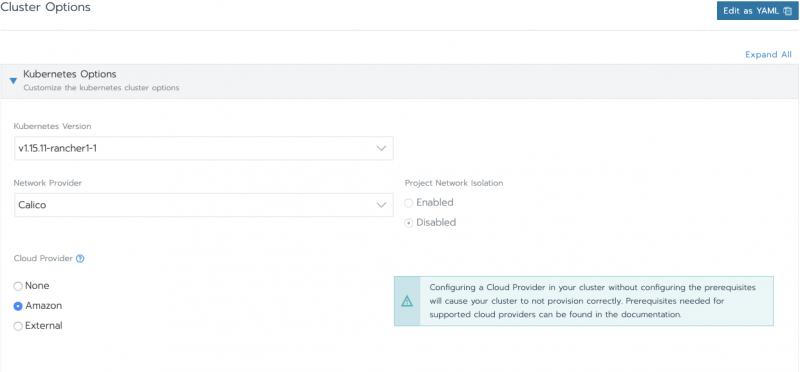 Cluster Options
Edit as YAML
Expand All
Kubernetes Options
Customize the kubernetes cluster options
Kubernetes Version
v1.15.11-rancher1-1
Network Provider
Project Network Isolation
Calico
Enabled
Disabled
Cloud Provider
None
Amazon
External
Configuring a Cloud Provider in your cluster without configuring the prerequisites
will cause your cluster to not provision correctly. Prerequisites needed for
supported cloud providers can be found in the documentation.